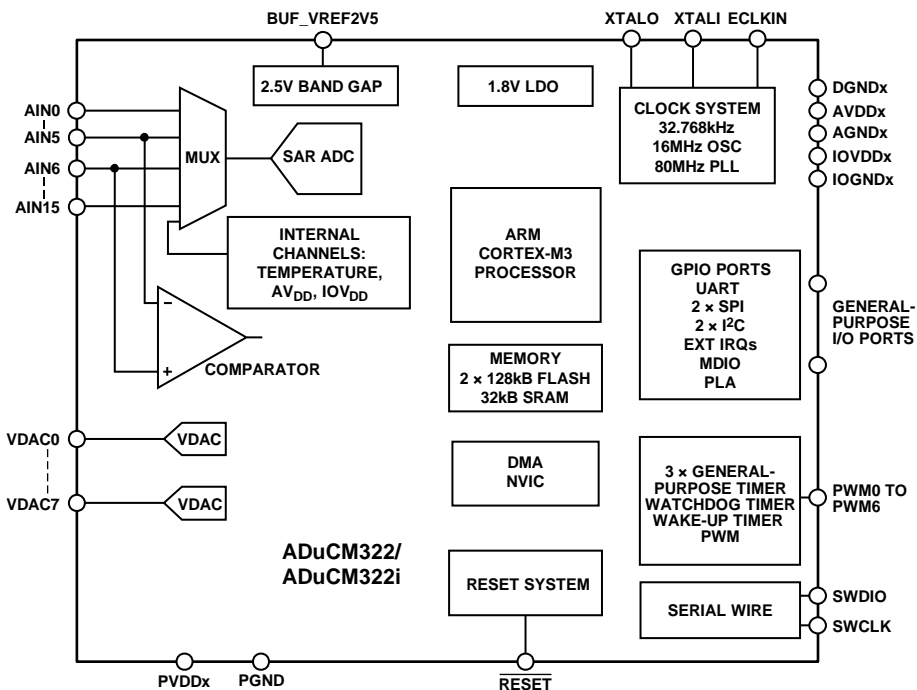 BUF_VREF2V5
XTALO
XTALI
ECLKIN
2.5V BAND GAP
1.8V LDO
CLOCK SYSTEM
32.768kHz
16MHz OSC
80MHz PLL
DGNDx
AVDDx
AGNDx
IOVDDx
IOGNDx
AIN0
AIN5
AIN6
AIN15
MUX
SAR ADC
INTERNAL
CHANNELS:
TEMPERATURE,
AVDD, IOVDD
ARM
CORTEX-M3
PROCESSOR
GPIO PORTS
UART
2 × SPI
2 × I2C
EXT IRQs
MDIO
PLA
GENERAL-
PURPOSE
I/O PORTS
–
+
COMPARATOR
MEMORY
2 × 128kB FLASH
32kB SRAM
VDAC0
VDAC
VDAC7
VDAC
DMA
NVIC
3 × GENERAL-
PURPOSE TIMER
WATCHDOG TIMER
WAKE-UP TIMER
PWM
PWM0 TO
PWM6
ADuCM322/
ADuCM322i
RESET SYSTEM
SERIAL WIRE
SWDIO
SWCLK
PVDDx
PGND
RESET